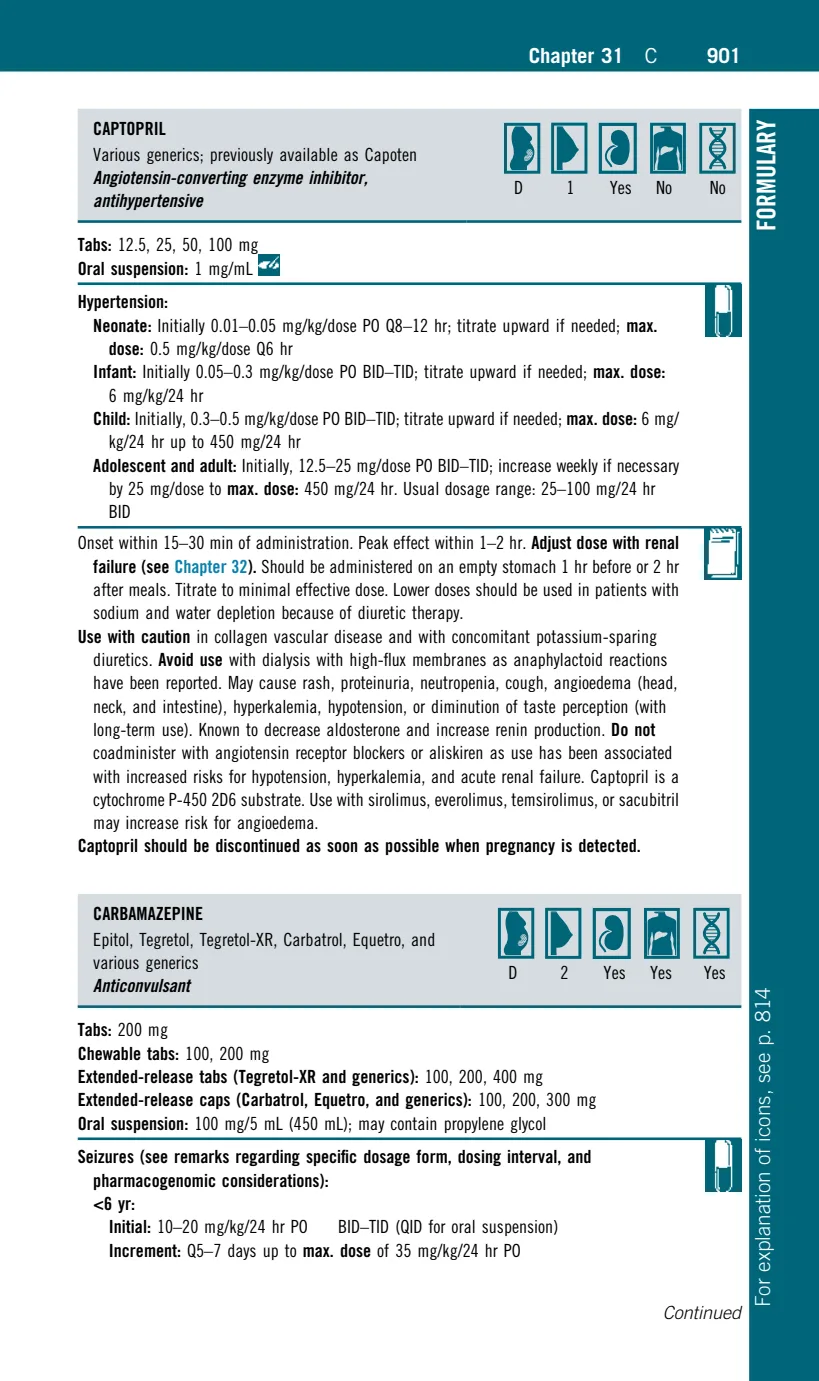 Chapter 31 C 901
CAPTOPRIL
Various generics; previously available as Capoten
Angiotensin-converting enzyme inhibitor,
antihypertensive
D 1 Yes No No
Tabs: 12.5, 25, 50, 100 mg
Oral suspension: 1 mg/mL
Hypertension:
Neonate: Initially 0.01–0.05 mg/kg/dose PO Q8–12 hr; titrate upward if needed; max.
dose: 0.5 mg/kg/dose Q6 hr
Infant: Initially 0.05–0.3 mg/kg/dose PO BID–TID; titrate upward if needed; max. dose:
6 mg/kg/24 hr
Child: Initially, 0.3–0.5 mg/kg/dose PO BID–TID; titrate upward if needed; max. dose: 6 mg/
kg/24 hr up to 450 mg/24 hr
Adolescent and adult: Initially, 12.5–25 mg/dose PO BID–TID; increase weekly if necessary
by 25 mg/dose to max. dose: 450 mg/24 hr. Usual dosage range: 25–100 mg/24 hr
BID
Onset within 15–30 min of administration. Peak effect within 1–2 hr. Adjust dose with renal
failure (see Chapter 32). Should be administered on an empty stomach 1 hr before or 2 hr
after meals. Titrate to minimal effective dose. Lower doses should be used in patients with
sodium and water depletion because of diuretic therapy.
Use with caution in collagen vascular disease and with concomitant potassium-sparing
diuretics. Avoid use with dialysis with high-flux membranes as anaphylactoid reactions
have been reported. May cause rash, proteinuria, neutropenia, cough, angioedema (head,
neck, and intestine), hyperkalemia, hypotension, or diminution of taste perception (with
long-term use). Known to decrease aldosterone and increase renin production. Do not
coadminister with angiotensin receptor blockers or aliskiren as use has been associated
with increased risks for hypotension, hyperkalemia, and acute renal failure. Captopril is a
cytochrome P-450 2D6 substrate. Use with sirolimus, everolimus, temsirolimus, or sacubitril
may increase risk for angioedema.
Captopril should be discontinued as soon as possible when pregnancy is detected.
CARBAMAZEPINE
Epitol, Tegretol, Tegretol-XR, Carbatrol, Equetro, and
various generics
Anticonvulsant
D 2 Yes Yes Yes
Tabs: 200 mg
Chewable tabs: 100, 200 mg
Extended-release tabs (Tegretol-XR and generics): 100, 200, 400 mg
Extended-release caps (Carbatrol, Equetro, and generics): 100, 200, 300 mg
Oral suspension: 100 mg/5 mL (450 mL); may contain propylene glycol
Seizures (see remarks regarding specific dosage form, dosing interval, and
pharmacogenomic considerations):
<6 yr:
Initial: 10–20 mg/kg/24 hr PO BID–TID (QID for oral suspension)
Increment: Q5–7 days up to max. dose of 35 mg/kg/24 hr PO
Continued
FORMULARY
For explanation of icons, see p. 814